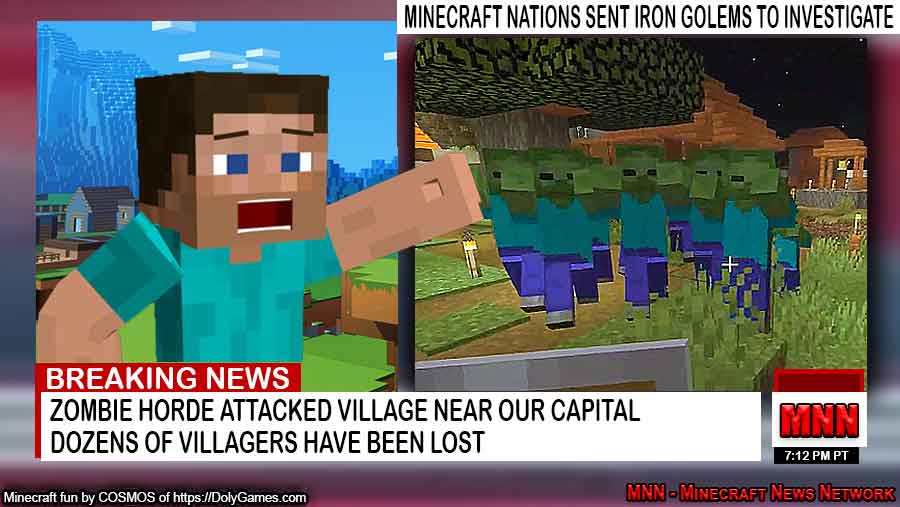 MINECRAFT NATIONS SENT IRON GOLEMS TO INVESTIGATE
BREAKING NEWS
ZOMBIE HORDE ATTACKED VILLAGE NEAR OUR CAPITAL
DOZENS OF VILLAGERS HAVE BEEN LOST
MNN
7:12 PM PT
Minecraft fun by COSMOS of https://DolyGames.com
MNN - MINECRAFT NEWS NETWORK